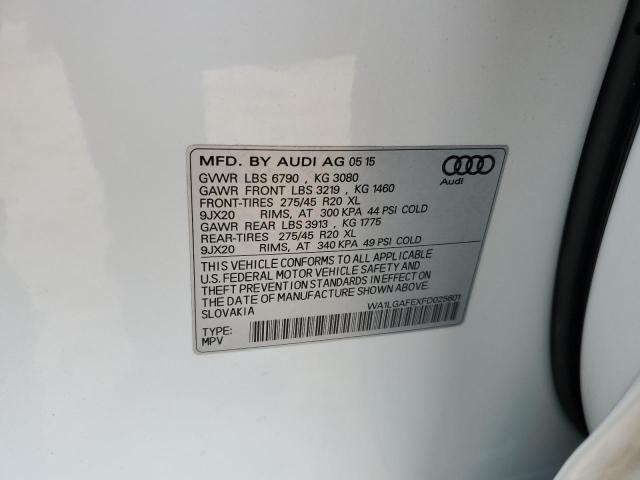 MFD. BY AUDI AG 05 15
Audi
GVWR LBS 6790 , KG 3080
GAWR FRONT LBS 3219 , KG 1460
FRONT-TIRES 275/45 R20 XL
9JX20 RIMS, AT 300 KPA 44 PSI COLD
GAWR REAR LBS 3913 , KG 1775
REAR-TIRES 275/45 R20 XL
9JX20 RIMS, AT 340 KPA 49 PSI COLD
THIS VEHICLE CONFORMS TO ALL APPLICABLE
U.S. FEDERAL MOTOR VEHICLE SAFETY AND
THEFT PREVENTION STANDARDS IN EFFECT ON
THE DATE OF MANUFACTURE SHOWN ABOVE.
SLOVAKIA
WA1LGAFEXFD025601
TYPE:
MPV